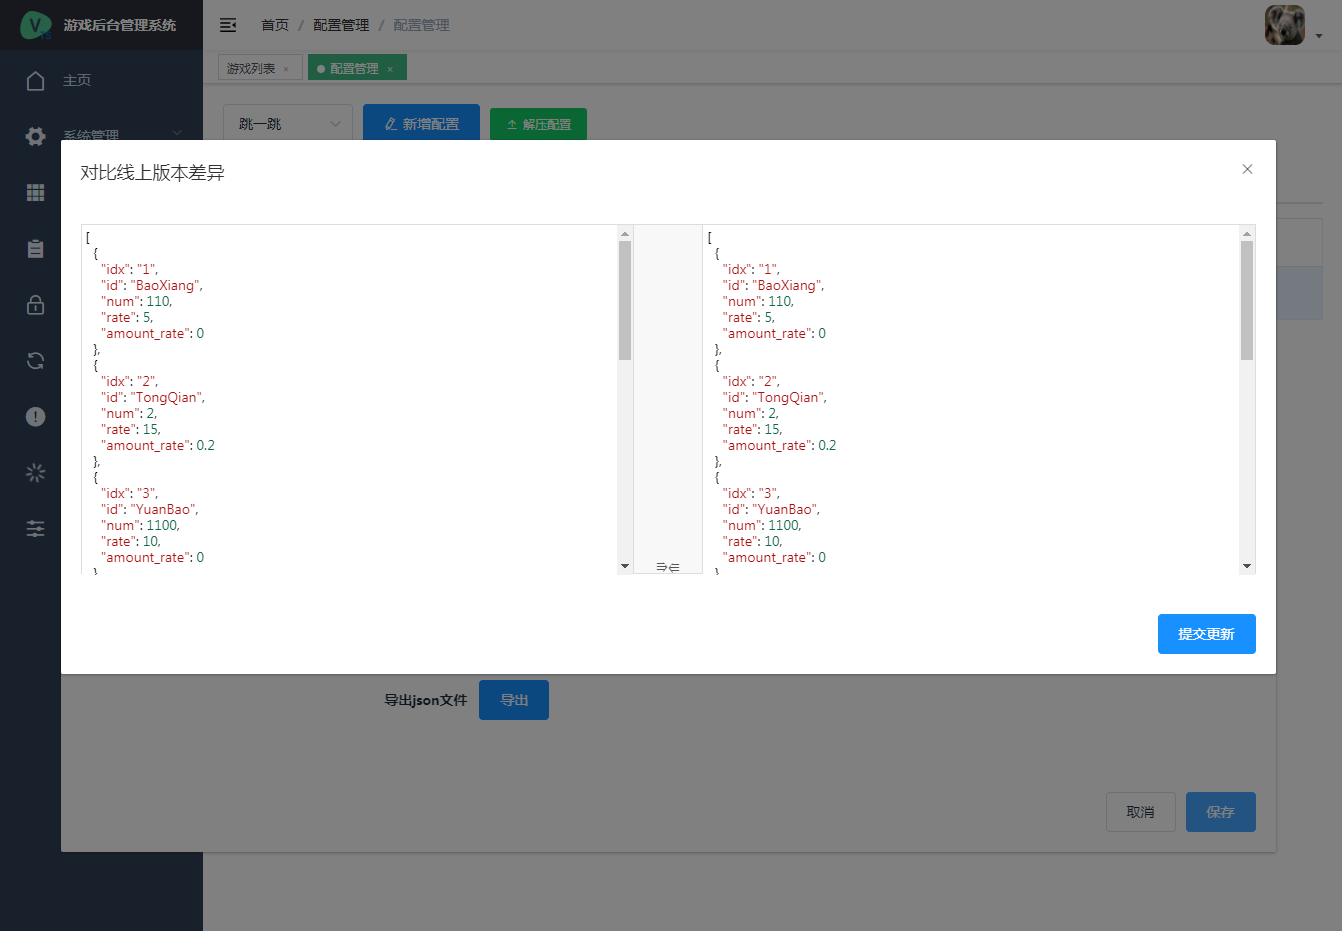 V
TS
游戏后台管理系统
首页 / 配置管理 / 配置管理
游戏列表 ×
配置管理 ×
主页
系统管理
跳一跳
新增配置
解压配置
对比线上版本差异
[
{
"idx": "1",
"id": "BaoXiang",
"num": 110,
"rate": 5,
"amount_rate": 0
},
{
"idx": "2",
"id": "TongQian",
"num": 2,
"rate": 15,
"amount_rate": 0.2
},
{
"idx": "3",
"id": "YuanBao",
"num": 1100,
"rate": 10,
"amount_rate": 0
}
[
{
"idx": "1",
"id": "BaoXiang",
"num": 110,
"rate": 5,
"amount_rate": 0
},
{
"idx": "2",
"id": "TongQian",
"num": 2,
"rate": 15,
"amount_rate": 0.2
},
{
"idx": "3",
"id": "YuanBao",
"num": 1100,
"rate": 10,
"amount_rate": 0
}
提交更新
导出json文件
导出
取消
保存